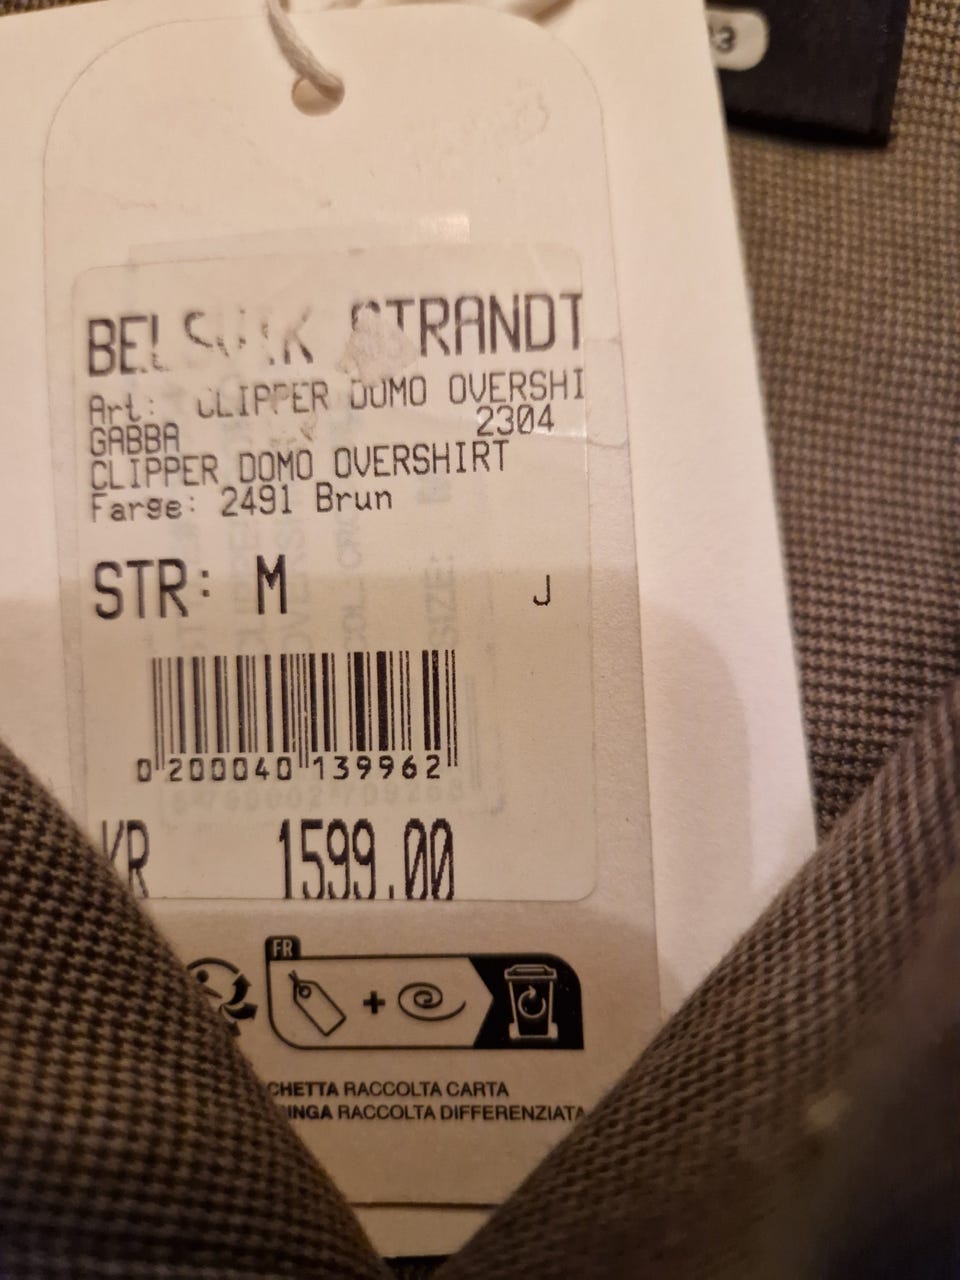 STRANDT
Art: CLIPPER DOMO OVERSHI
GABBA 2304
CLIPPER DOMO OVERSHIRT
Farge: 2491 Brun
STR: M J
0 200040 139962
KR 1599.00
FR
RACCOLTA CARTA
RACCOLTA DIFFERENZIATA